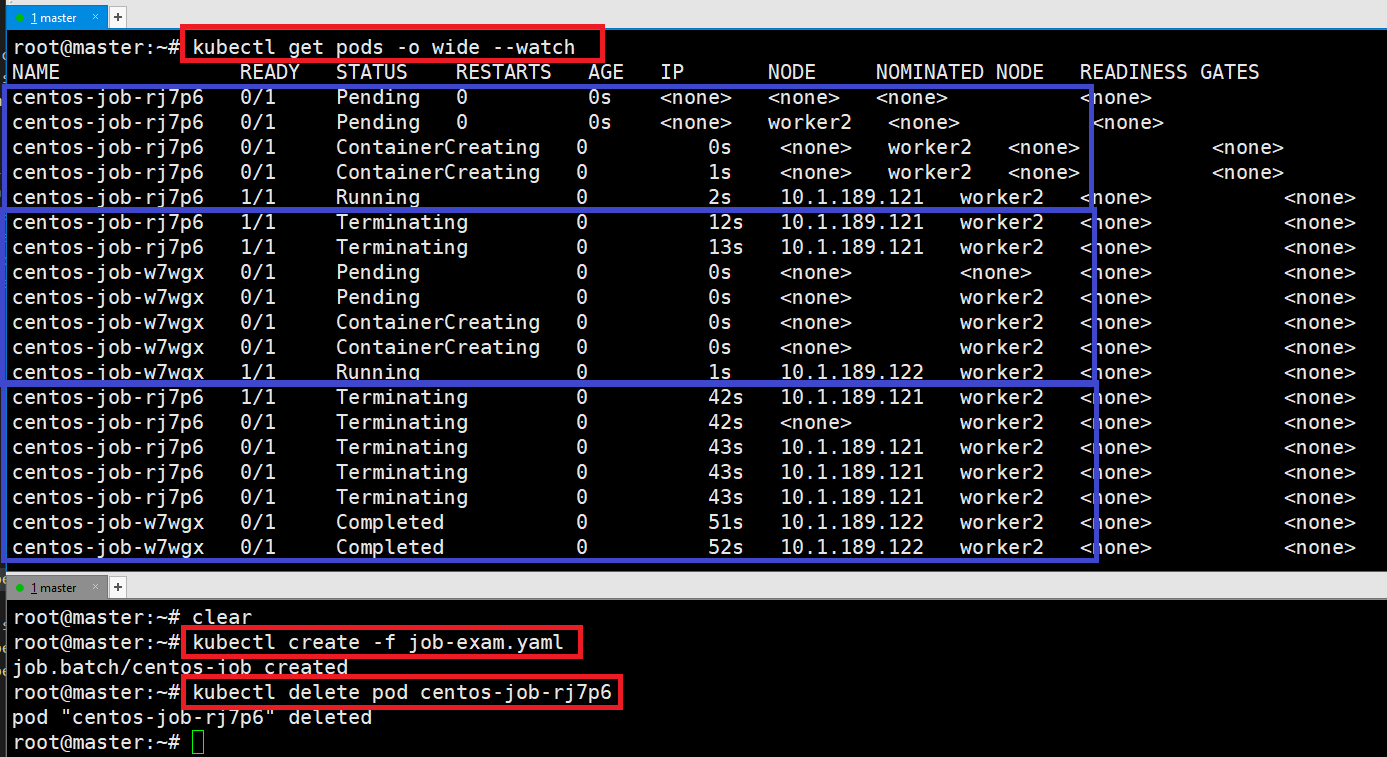 1 master × +
root@master:~# kubectl get pods -o wide --watch
NAME READY STATUS RESTARTS AGE IP NODE NOMINATED NODE READINESS GATES
centos-job-rj7p6 0/1 Pending 0 0s <none> <none> <none> <none>
centos-job-rj7p6 0/1 Pending 0 0s <none> worker2 <none> <none>
centos-job-rj7p6 0/1 ContainerCreating 0 0s <none> worker2 <none> <none>
centos-job-rj7p6 0/1 ContainerCreating 0 1s <none> worker2 <none> <none>
centos-job-rj7p6 1/1 Running 0 2s 10.1.189.121 worker2 <none> <none>
centos-job-rj7p6 1/1 Terminating 0 12s 10.1.189.121 worker2 <none> <none>
centos-job-rj7p6 1/1 Terminating 0 13s 10.1.189.121 worker2 <none> <none>
centos-job-w7wgx 0/1 Pending 0 0s <none> <none> <none> <none>
centos-job-w7wgx 0/1 Pending 0 0s <none> worker2 <none> <none>
centos-job-w7wgx 0/1 ContainerCreating 0 0s <none> worker2 <none> <none>
centos-job-w7wgx 0/1 ContainerCreating 0 0s <none> worker2 <none> <none>
centos-job-w7wgx 1/1 Running 0 1s 10.1.189.122 worker2 <none> <none>
centos-job-rj7p6 1/1 Terminating 0 42s 10.1.189.121 worker2 <none> <none>
centos-job-rj7p6 0/1 Terminating 0 42s <none> worker2 <none> <none>
centos-job-rj7p6 0/1 Terminating 0 43s 10.1.189.121 worker2 <none> <none>
centos-job-rj7p6 0/1 Terminating 0 43s 10.1.189.121 worker2 <none> <none>
centos-job-rj7p6 0/1 Terminating 0 43s 10.1.189.121 worker2 <none> <none>
centos-job-w7wgx 0/1 Completed 0 51s 10.1.189.122 worker2 <none> <none>
centos-job-w7wgx 0/1 Completed 0 52s 10.1.189.122 worker2 <none> <none>
1 master × +
root@master:~# clear
root@master:~# kubectl create -f job-exam.yaml
job.batch/centos-job created
root@master:~# kubectl delete pod centos-job-rj7p6
pod "centos-job-rj7p6" deleted
root@master:~#